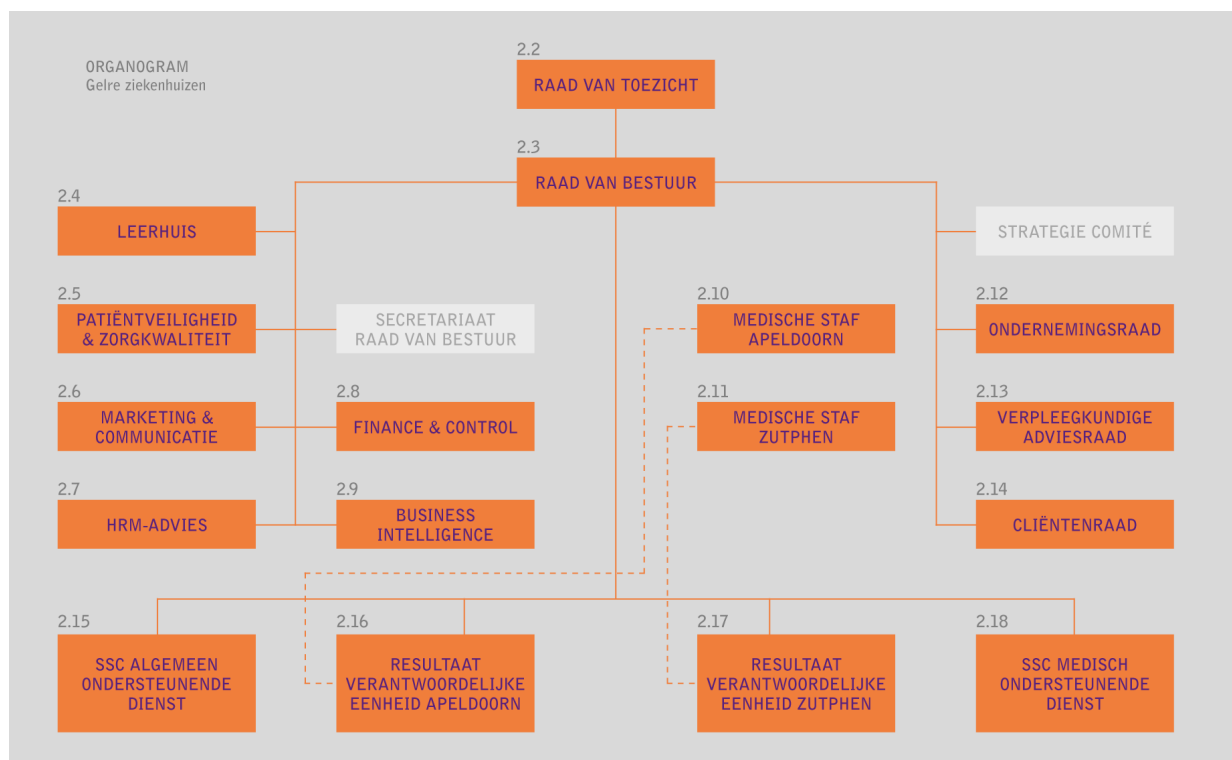 ORGANOGRAM
Gelre ziekenhuizen
2.2
RAAD VAN TOEZICHT
2.3
RAAD VAN BESTUUR
2.4
LEERHUIS
STRATEGIE COMITÉ
2.5
PATIËNTVEILIGHEID
& ZORGKWALITEIT
SECRETARIAAT
RAAD VAN BESTUUR
2.10
MEDISCHE STAF
APELDOORN
2.12
ONDERNEMINGSRAAD
2.6
MARKETING &
COMMUNICATIE
2.8
FINANCE & CONTROL
2.11
MEDISCHE STAF
ZUTPHEN
2.13
VERPLEEGKUNDIGE
ADVIESRAAD
2.7
HRM-ADVIES
2.9
BUSINESS
INTELLIGENCE
2.14
CLIËNTENRAAD
2.15
SSC ALGEMEEN
ONDERSTEUNENDE
DIENST
2.16
RESULTAAT
VERANTWOORDELIJKE
EENHEID APELDOORN
2.17
RESULTAAT
VERANTWOORDELIJKE
EENHEID ZUTPHEN
2.18
SSC MEDISCH
ONDERSTEUNENDE
DIENST